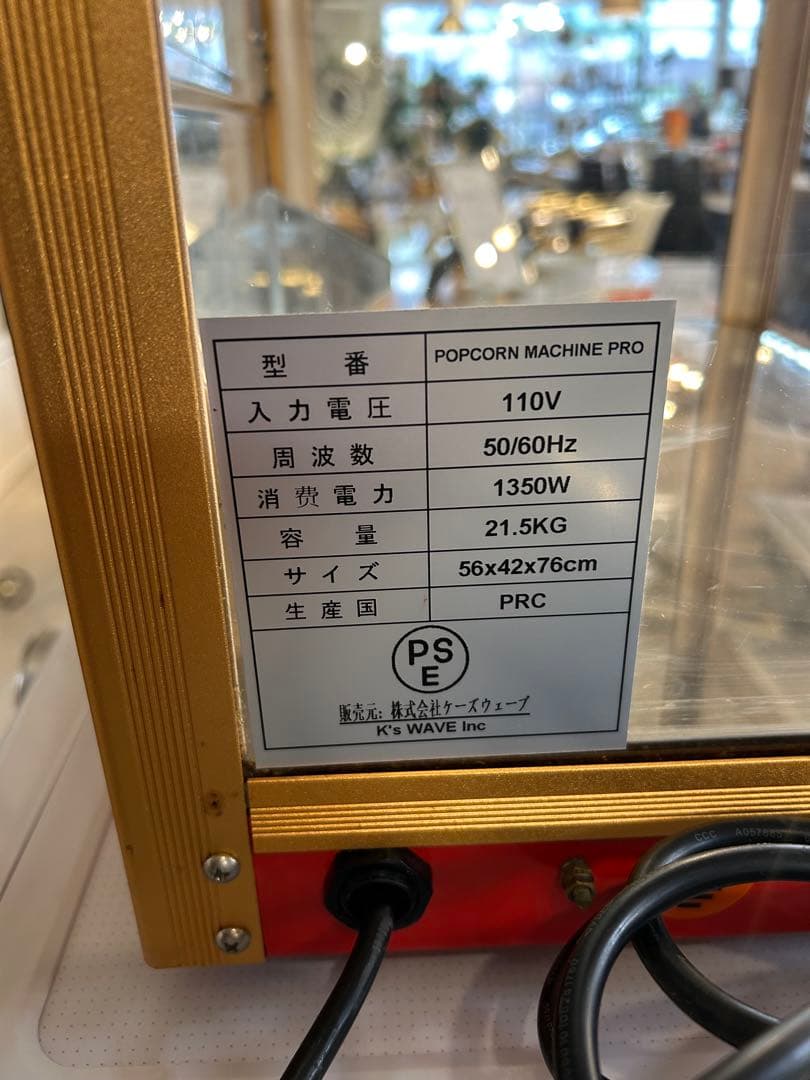 型番 POPCORN MACHINE PRO
入力電圧 110V
周波数 50/60Hz
消費電力 1350W
容量 21.5KG
サイズ 56x42x76cm
生産国 PRC
PS
E
販売元: 株式会社ケーズウェーブ
K's WAVE Inc
CCC